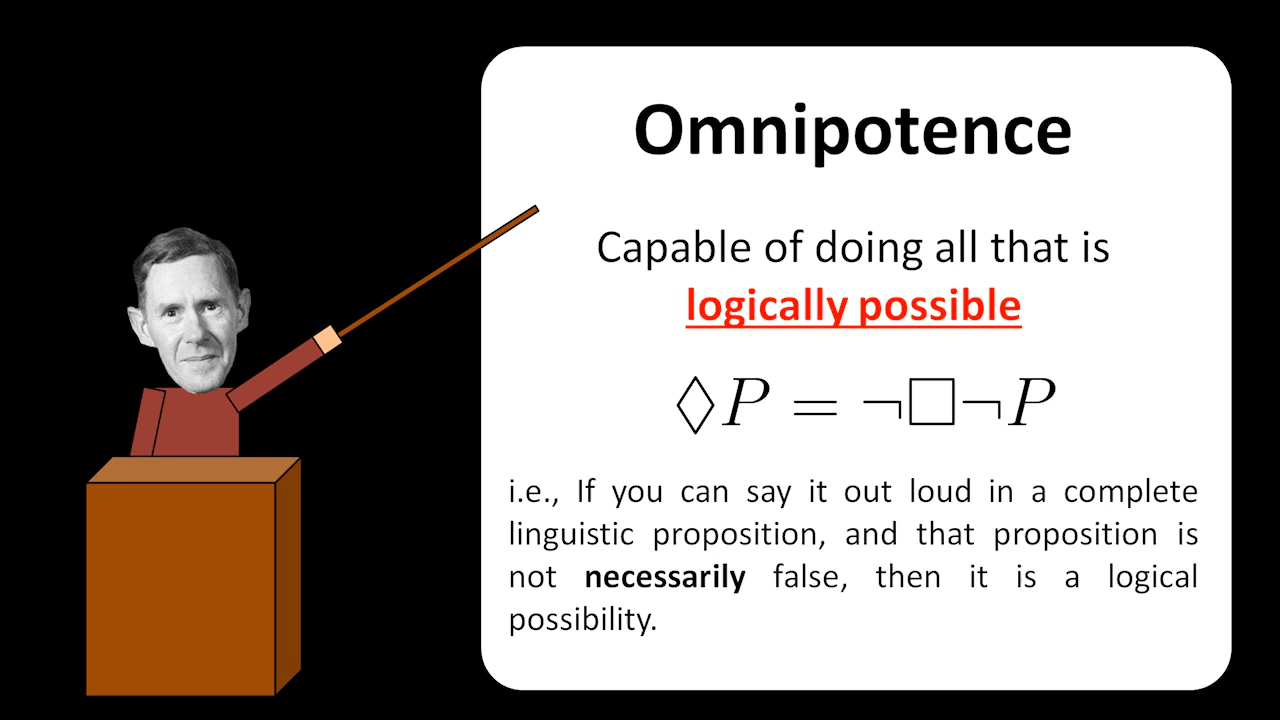 Omnipotence
Capable of doing all that is
logically possible
◊P = ¬□¬P
i.e., If you can say it out loud in a complete
linguistic proposition, and that proposition is
not necessarily false, then it is a logical
possibility.